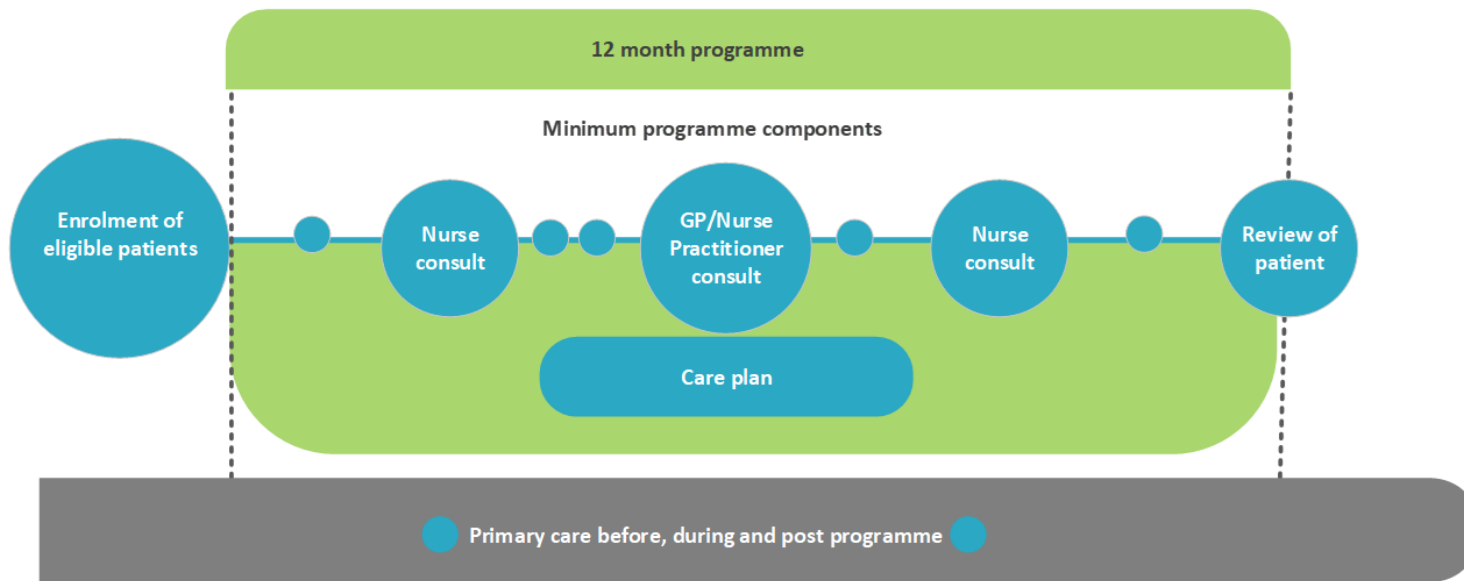 12 month programme
Minimum programme components
Enrolment of
eligible patients
Nurse
consult
GP/Nurse
Practitioner
consult
Nurse
consult
Review of
patient
Care plan
Primary care before, during and post programme